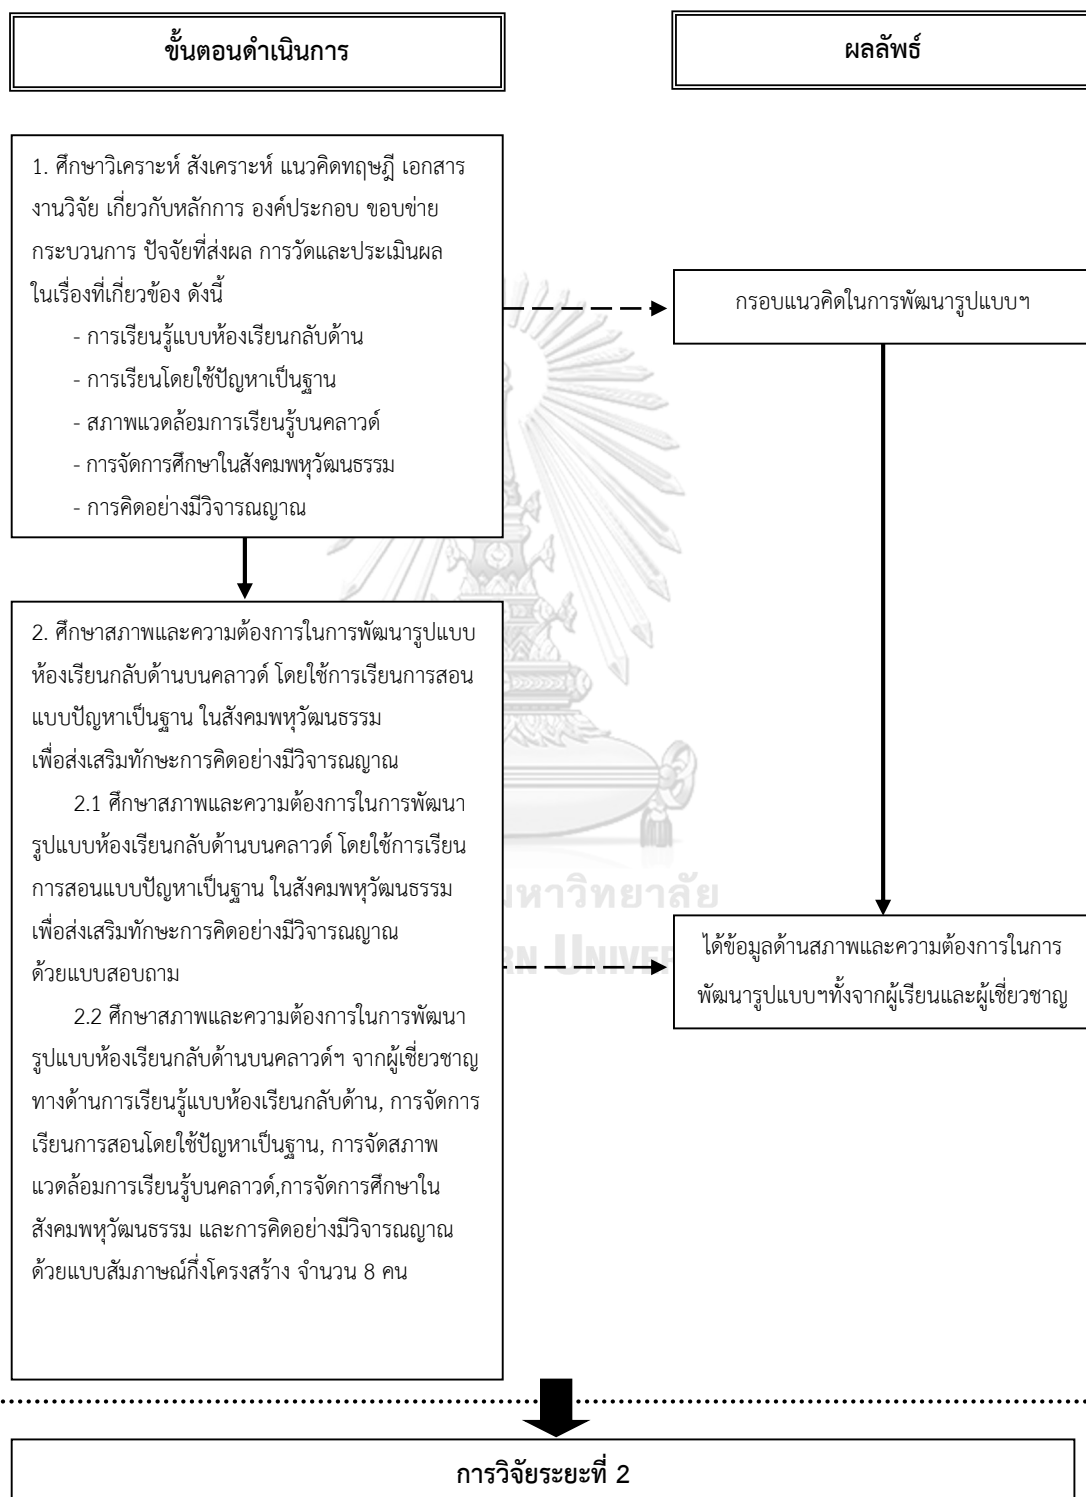 ขั้นตอนดำเนินการ
ผลลัพธ์
1. ศึกษาวิเคราะห์ สังเคราะห์ แนวคิดทฤษฎี เอกสาร
งานวิจัย เกี่ยวกับหลักการ องค์ประกอบ ขอบข่าย
กระบวนการ ปัจจัยที่ส่งผล การวัดและประเมินผล
ในเรื่องที่เกี่ยวข้อง ดังนี้
- การเรียนรู้แบบห้องเรียนกลับด้าน
- การเรียนโดยใช้ปัญหาเป็นฐาน
- สภาพแวดล้อมการเรียนรู้บนคลาวด์
- การจัดการศึกษาในสังคมพหุวัฒนธรรม
- การคิดอย่างมีวิจารณญาณ
กรอบแนวคิดในการพัฒนารูปแบบฯ
2. ศึกษาสภาพและความต้องการในการพัฒนารูปแบบ
ห้องเรียนกลับด้านบนคลาวด์ โดยใช้การเรียนการสอน
แบบปัญหาเป็นฐาน ในสังคมพหุวัฒนธรรม
เพื่อส่งเสริมทักษะการคิดอย่างมีวิจารณญาณ
2.1 ศึกษาสภาพและความต้องการในการพัฒนา
รูปแบบห้องเรียนกลับด้านบนคลาวด์ โดยใช้การเรียน
การสอนแบบปัญหาเป็นฐาน ในสังคมพหุวัฒนธรรม
เพื่อส่งเสริมทักษะการคิดอย่างมีวิจารณญาณ
ด้วยแบบสอบถาม
2.2 ศึกษาสภาพและความต้องการในการพัฒนา
รูปแบบห้องเรียนกลับด้านบนคลาวด์ฯ จากผู้เชี่ยวชาญ
ทางด้านการเรียนรู้แบบห้องเรียนกลับด้าน, การจัดการ
เรียนการสอนโดยใช้ปัญหาเป็นฐาน, การจัดสภาพ
แวดล้อมการเรียนรู้บนคลาวด์,การจัดการศึกษาใน
สังคมพหุวัฒนธรรม และการคิดอย่างมีวิจารณญาณ
ด้วยแบบสัมภาษณ์กึ่งโครงสร้าง จำนวน 8 คน
มหาวิทยาลัย
ได้ข้อมูลด้านสภาพและความต้องการในการ
พัฒนารูปแบบฯทั้งจากผู้เรียนและผู้เชี่ยวชาญ
การวิจัยระยะที่ 2